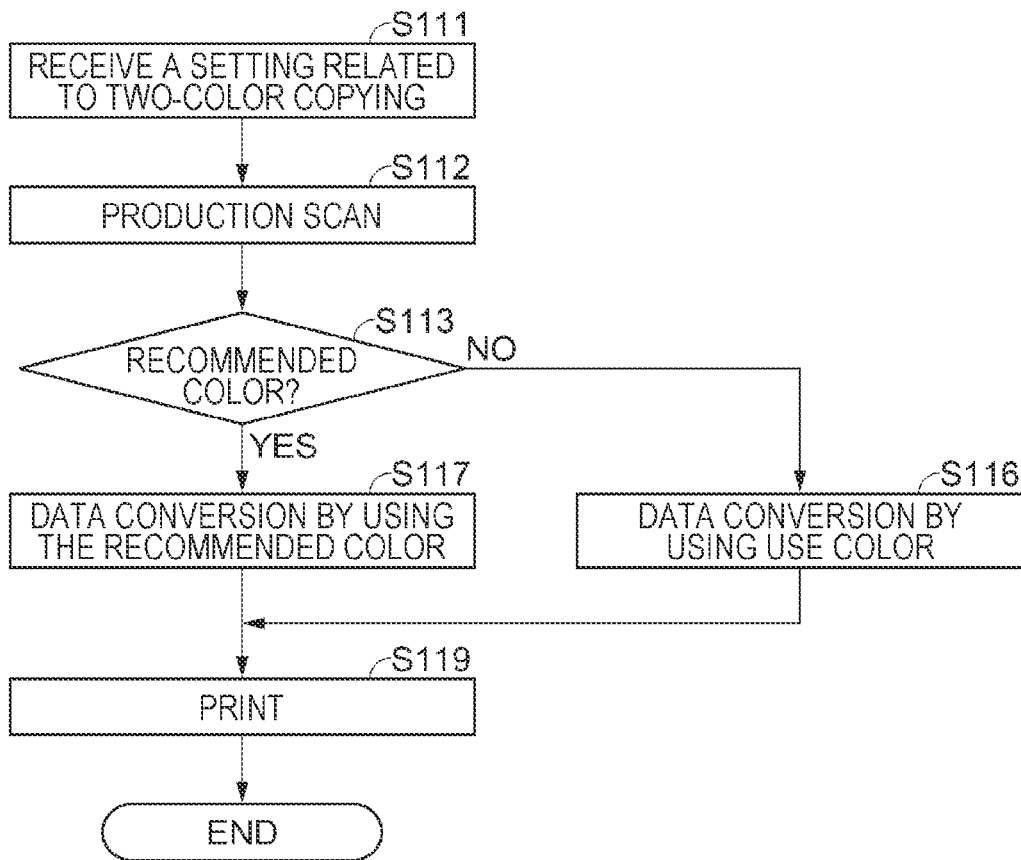 S111
RECEIVE A SETTING RELATED
TO TWO-COLOR COPYING
S112
PRODUCTION SCAN
S113
RECOMMENDED
COLOR?
NO
YES
S117
DATA CONVERSION BY USING
THE RECOMMENDED COLOR
S116
DATA CONVERSION BY
USING USE COLOR
S119
PRINT
END